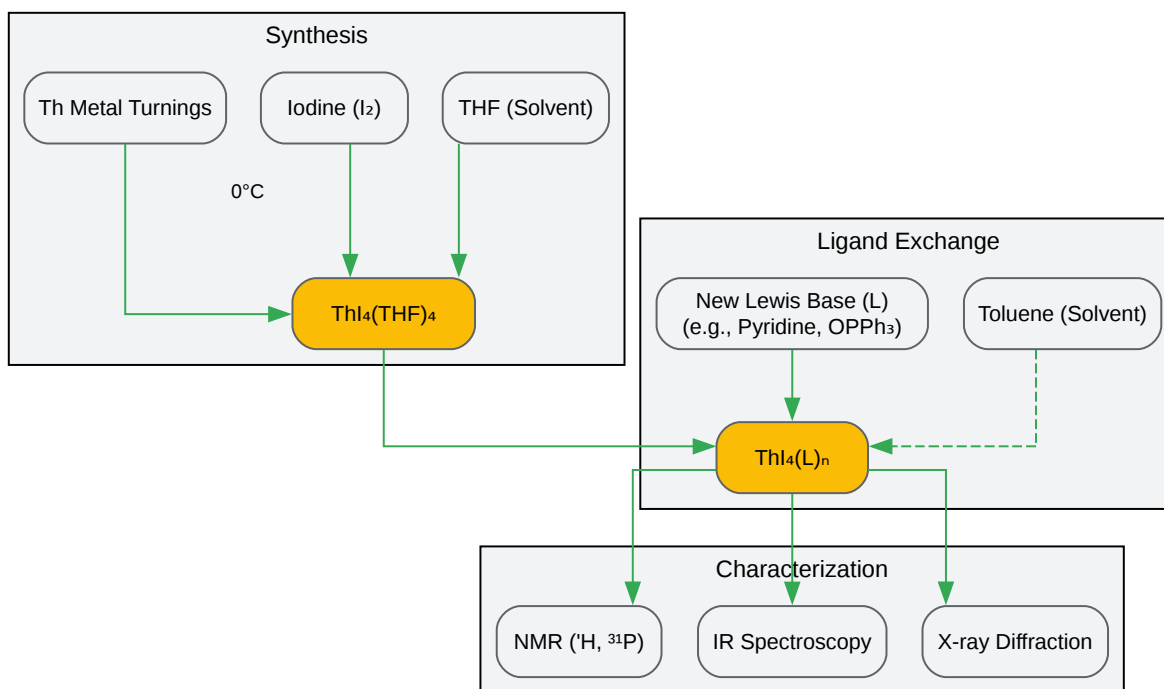 Synthesis
Th Metal Turnings
Iodine (I₂)
THF (Solvent)
0°C
ThI₄(THF)₄
Ligand Exchange
New Lewis Base (L)
(e.g., Pyridine, OPPh₃)
Toluene (Solvent)
ThI₄(L)ₙ
Characterization
NMR ('H, ³¹P)
IR Spectroscopy
X-ray Diffraction